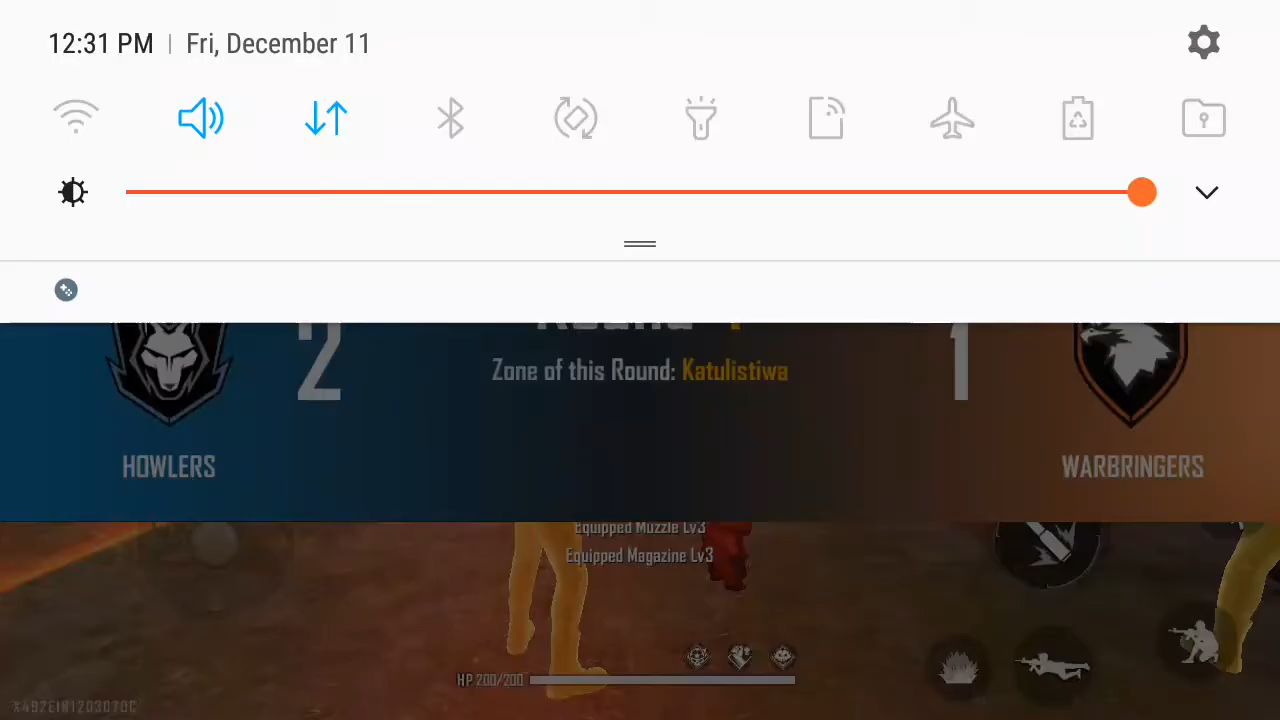 12:31 PM | Fri, December 11
2
1
Zone of this Round: Katulistiwa
HOWLERS
WARBRINGERS
Equipped Muzzle Lv3
Equipped Magazine Lv3
HP 200/200